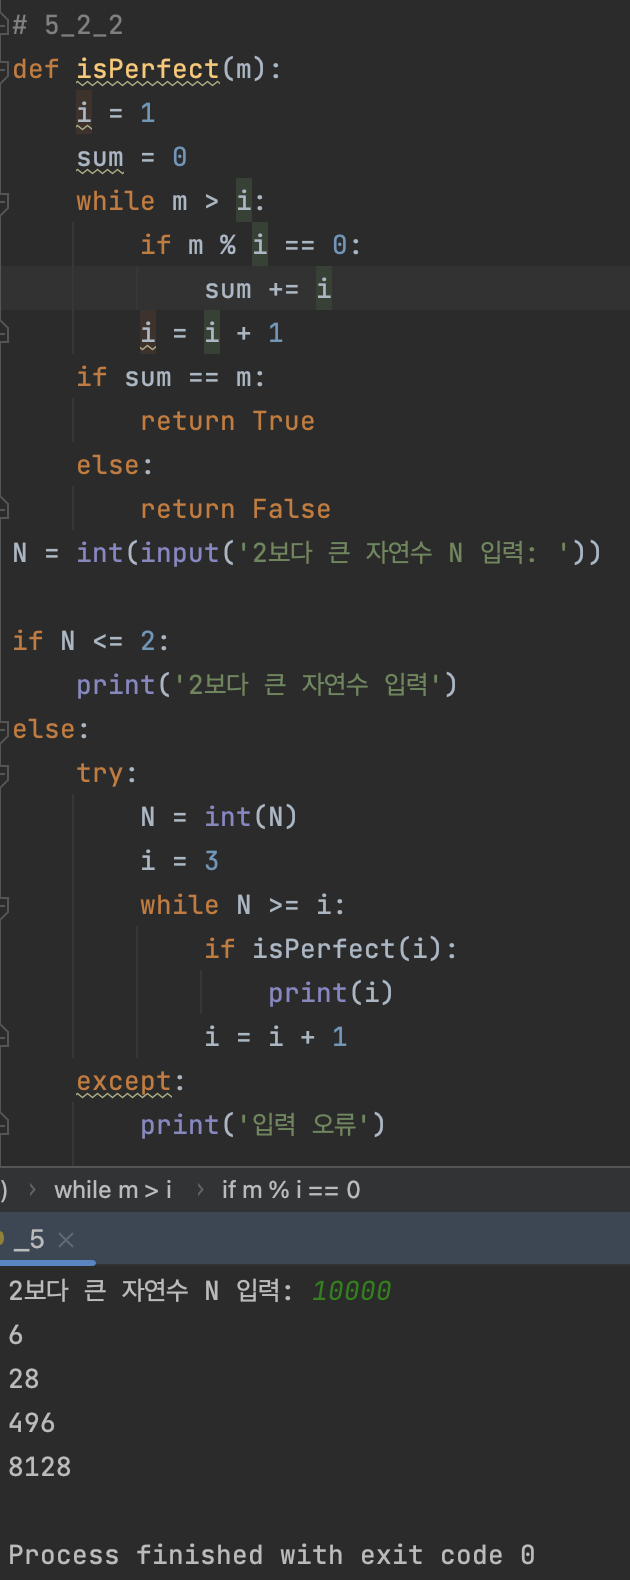 # 5_2_2
def isPerfect(m):
    i = 1
    sum = 0
    while m > i:
        if m % i == 0:
            sum += i
        i = i + 1
    if sum == m:
        return True
    else:
        return False
N = int(input('2보다 큰 자연수 N 입력: '))
if N <= 2:
    print('2보다 큰 자연수 입력')
else:
    try:
        N = int(N)
        i = 3
        while N >= i:
            if isPerfect(i):
                print(i)
            i = i + 1
    except:
        print('입력 오류')
) › while m > i › if m % i == 0
_5 ×
2보다 큰 자연수 N 입력: 10000
6
28
496
8128
Process finished with exit code 0